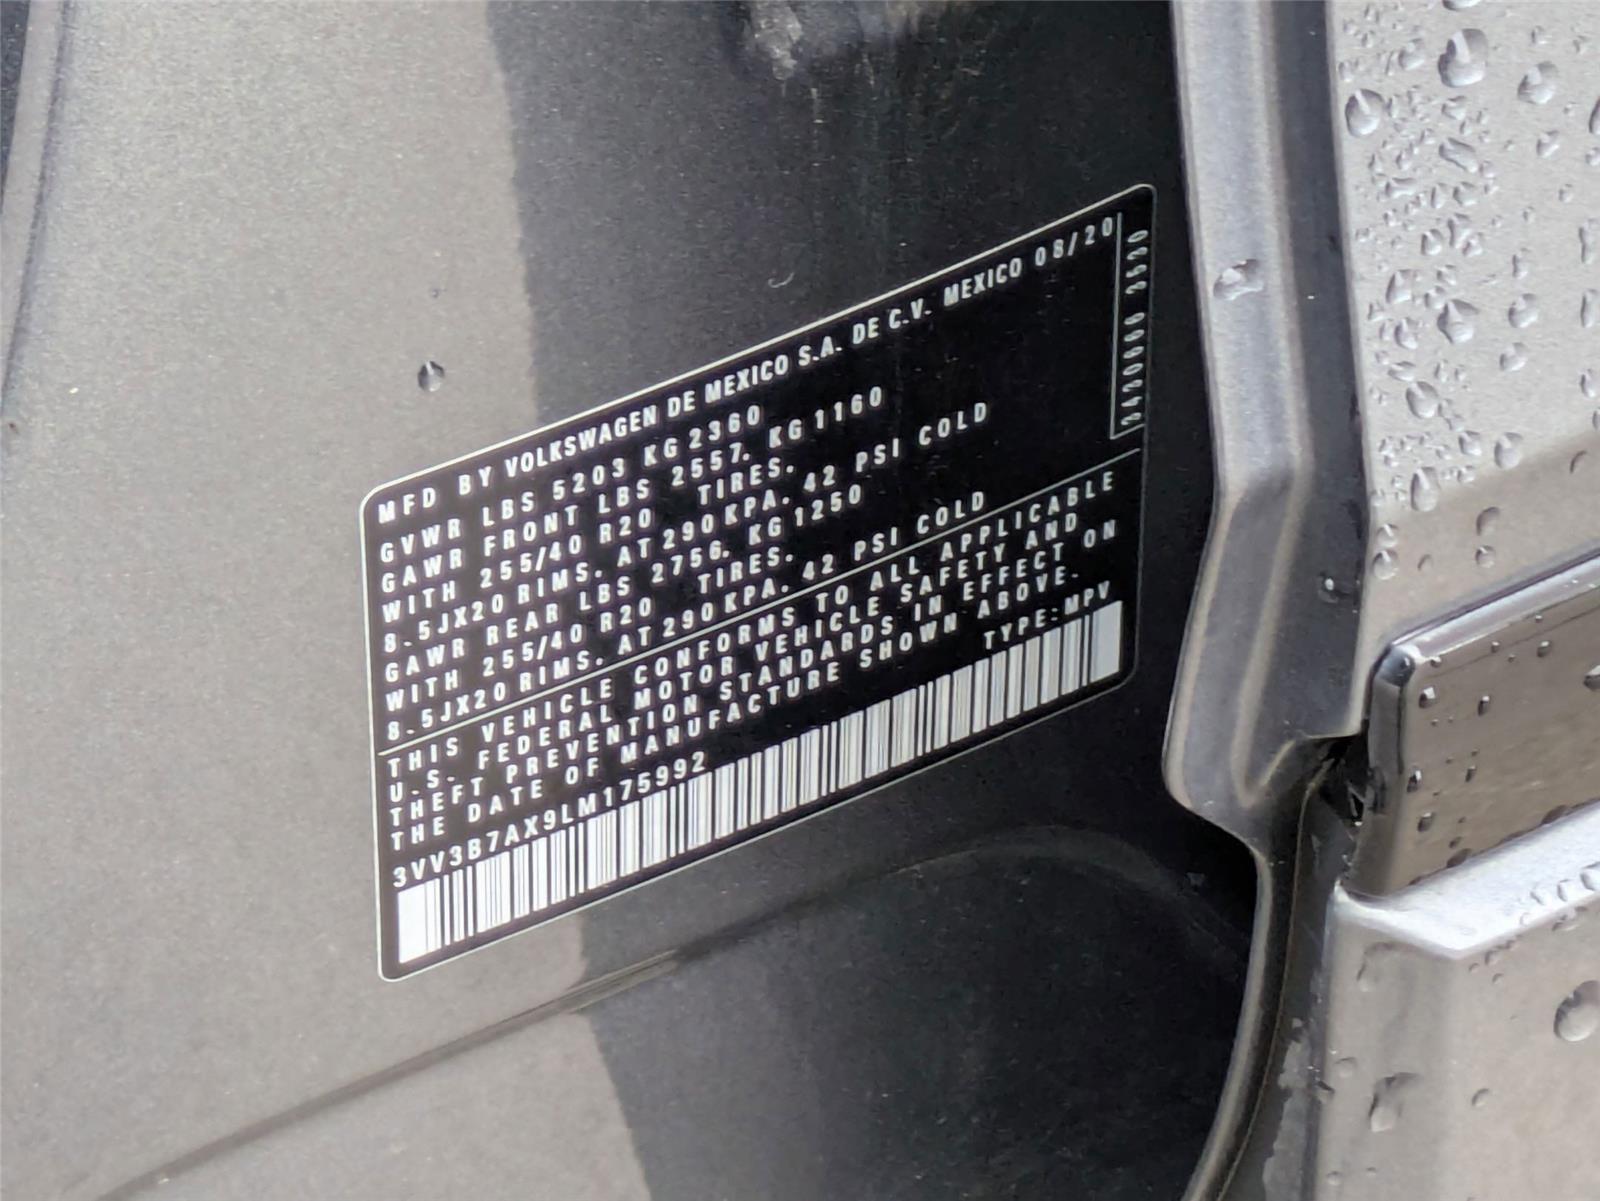 MFD BY VOLKSWAGEN DE MEXICO S.A. DE C.V. MEXICO 08/20
GVWR LBS 5203 KG 2360
GAWR FRONT LBS 2557. KG 1160
WITH 255/40 R20 TIRES.
8.5JX20 RIMS. AT 290 KPA. 42 PSI COLD
GAWR REAR LBS 2756. KG 1250
WITH 255/40 R20 TIRES.
8.5JX20 RIMS. AT 290 KPA. 42 PSI COLD
THIS VEHICLE CONFORMS TO ALL APPLICABLE
U.S. FEDERAL MOTOR VEHICLE SAFETY AND
THEFT PREVENTION STANDARDS IN EFFECT ON
THE DATE OF MANUFACTURE SHOWN ABOVE.
3VV3B7AX9LM175992 TYPE: MPV